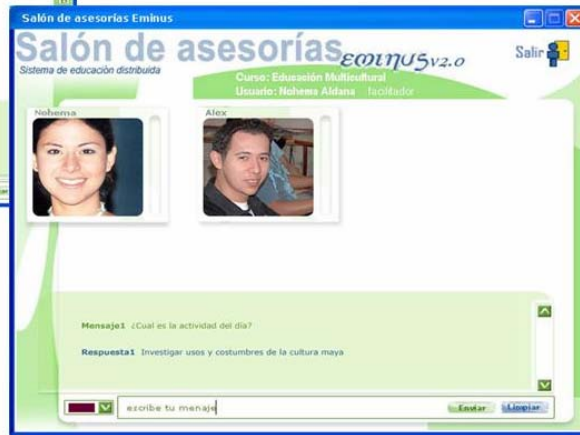 Salón de asesorías Eminus
Salón de asesorías
eminus v2.0
Salir
Sistema de educación distribuida
Curso: Educación Multicultural
Usuario: Nohema Aldana facilitador
Nohema
Alex
Mensaje1 ¿Cual es la actividad del día?
Respuesta1 Investigar usos y costumbres de la cultura maya
escribe tu menaje
Enviar
Limpiar